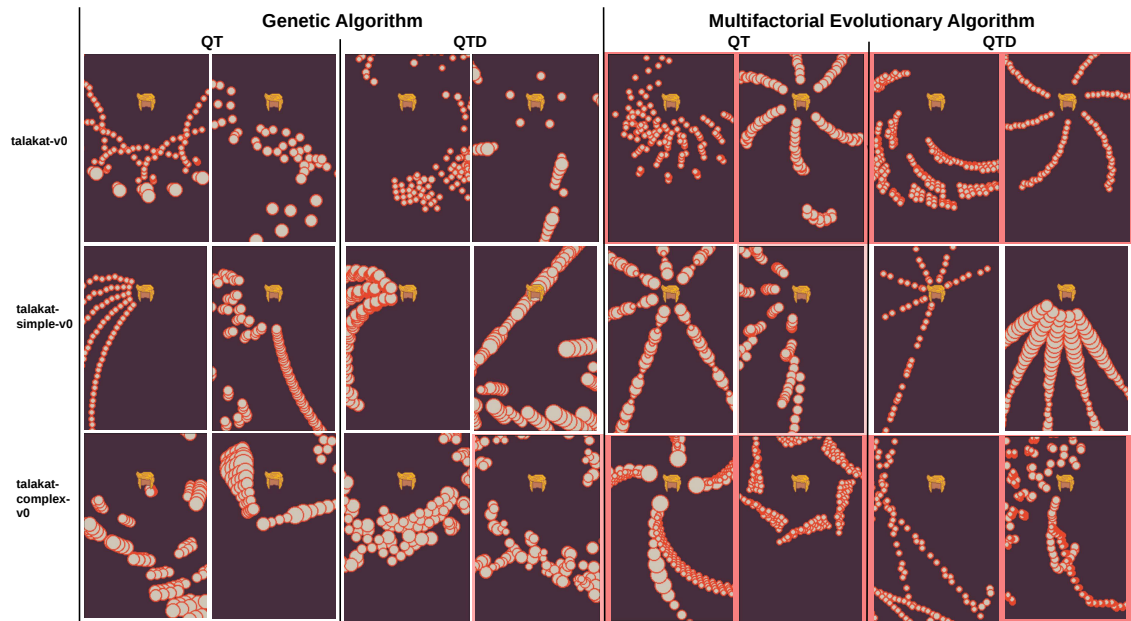 Genetic Algorithm
Multifactorial Evolutionary Algorithm
QT
QTD
QT
QTD
talakat-v0
talakat-
simple-v0
talakat-
complex-
v0